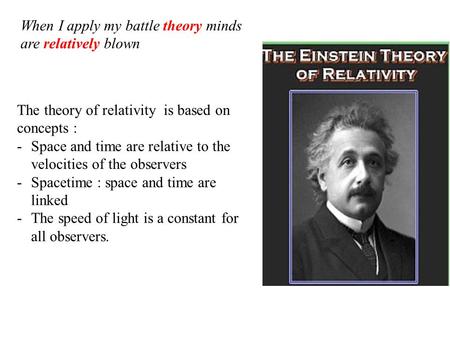 When I apply my battle theory minds
are relatively blown
The theory of relativity is based on
concepts :
- Space and time are relative to the
velocities of the observers
- Spacetime : space and time are
linked
- The speed of light is a constant for
all observers.
The Einstein Theory
of Relativity